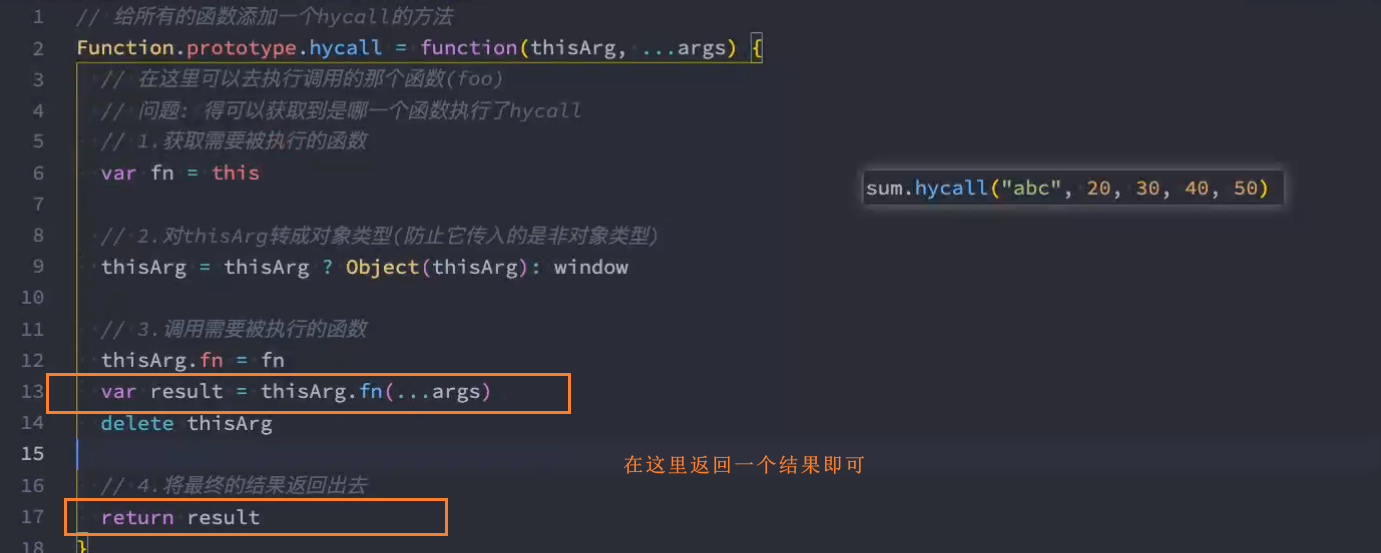 1 // 给所有的函数添加一个hycall的方法
2 Function.prototype.hycall = function(thisArg, ...args) {
3 // 在这里可以去执行调用的那个函数(foo)
4 // 问题: 得可以获取到是哪一个函数执行了hycall
5 // 1.获取需要被执行的函数
6 var fn = this
sum.hycall("abc", 20, 30, 40, 50)
7
8 // 2.对thisArg转成对象类型(防止它传入的是非对象类型)
9 thisArg = thisArg ? Object(thisArg): window
10
11 // 3.调用需要被执行的函数
12 thisArg.fn = fn
13 var result = thisArg.fn(...args)
14 delete thisArg
15
在这里返回一个结果即可
16 // 4.将最终的结果返回出去
17 return result
18 }